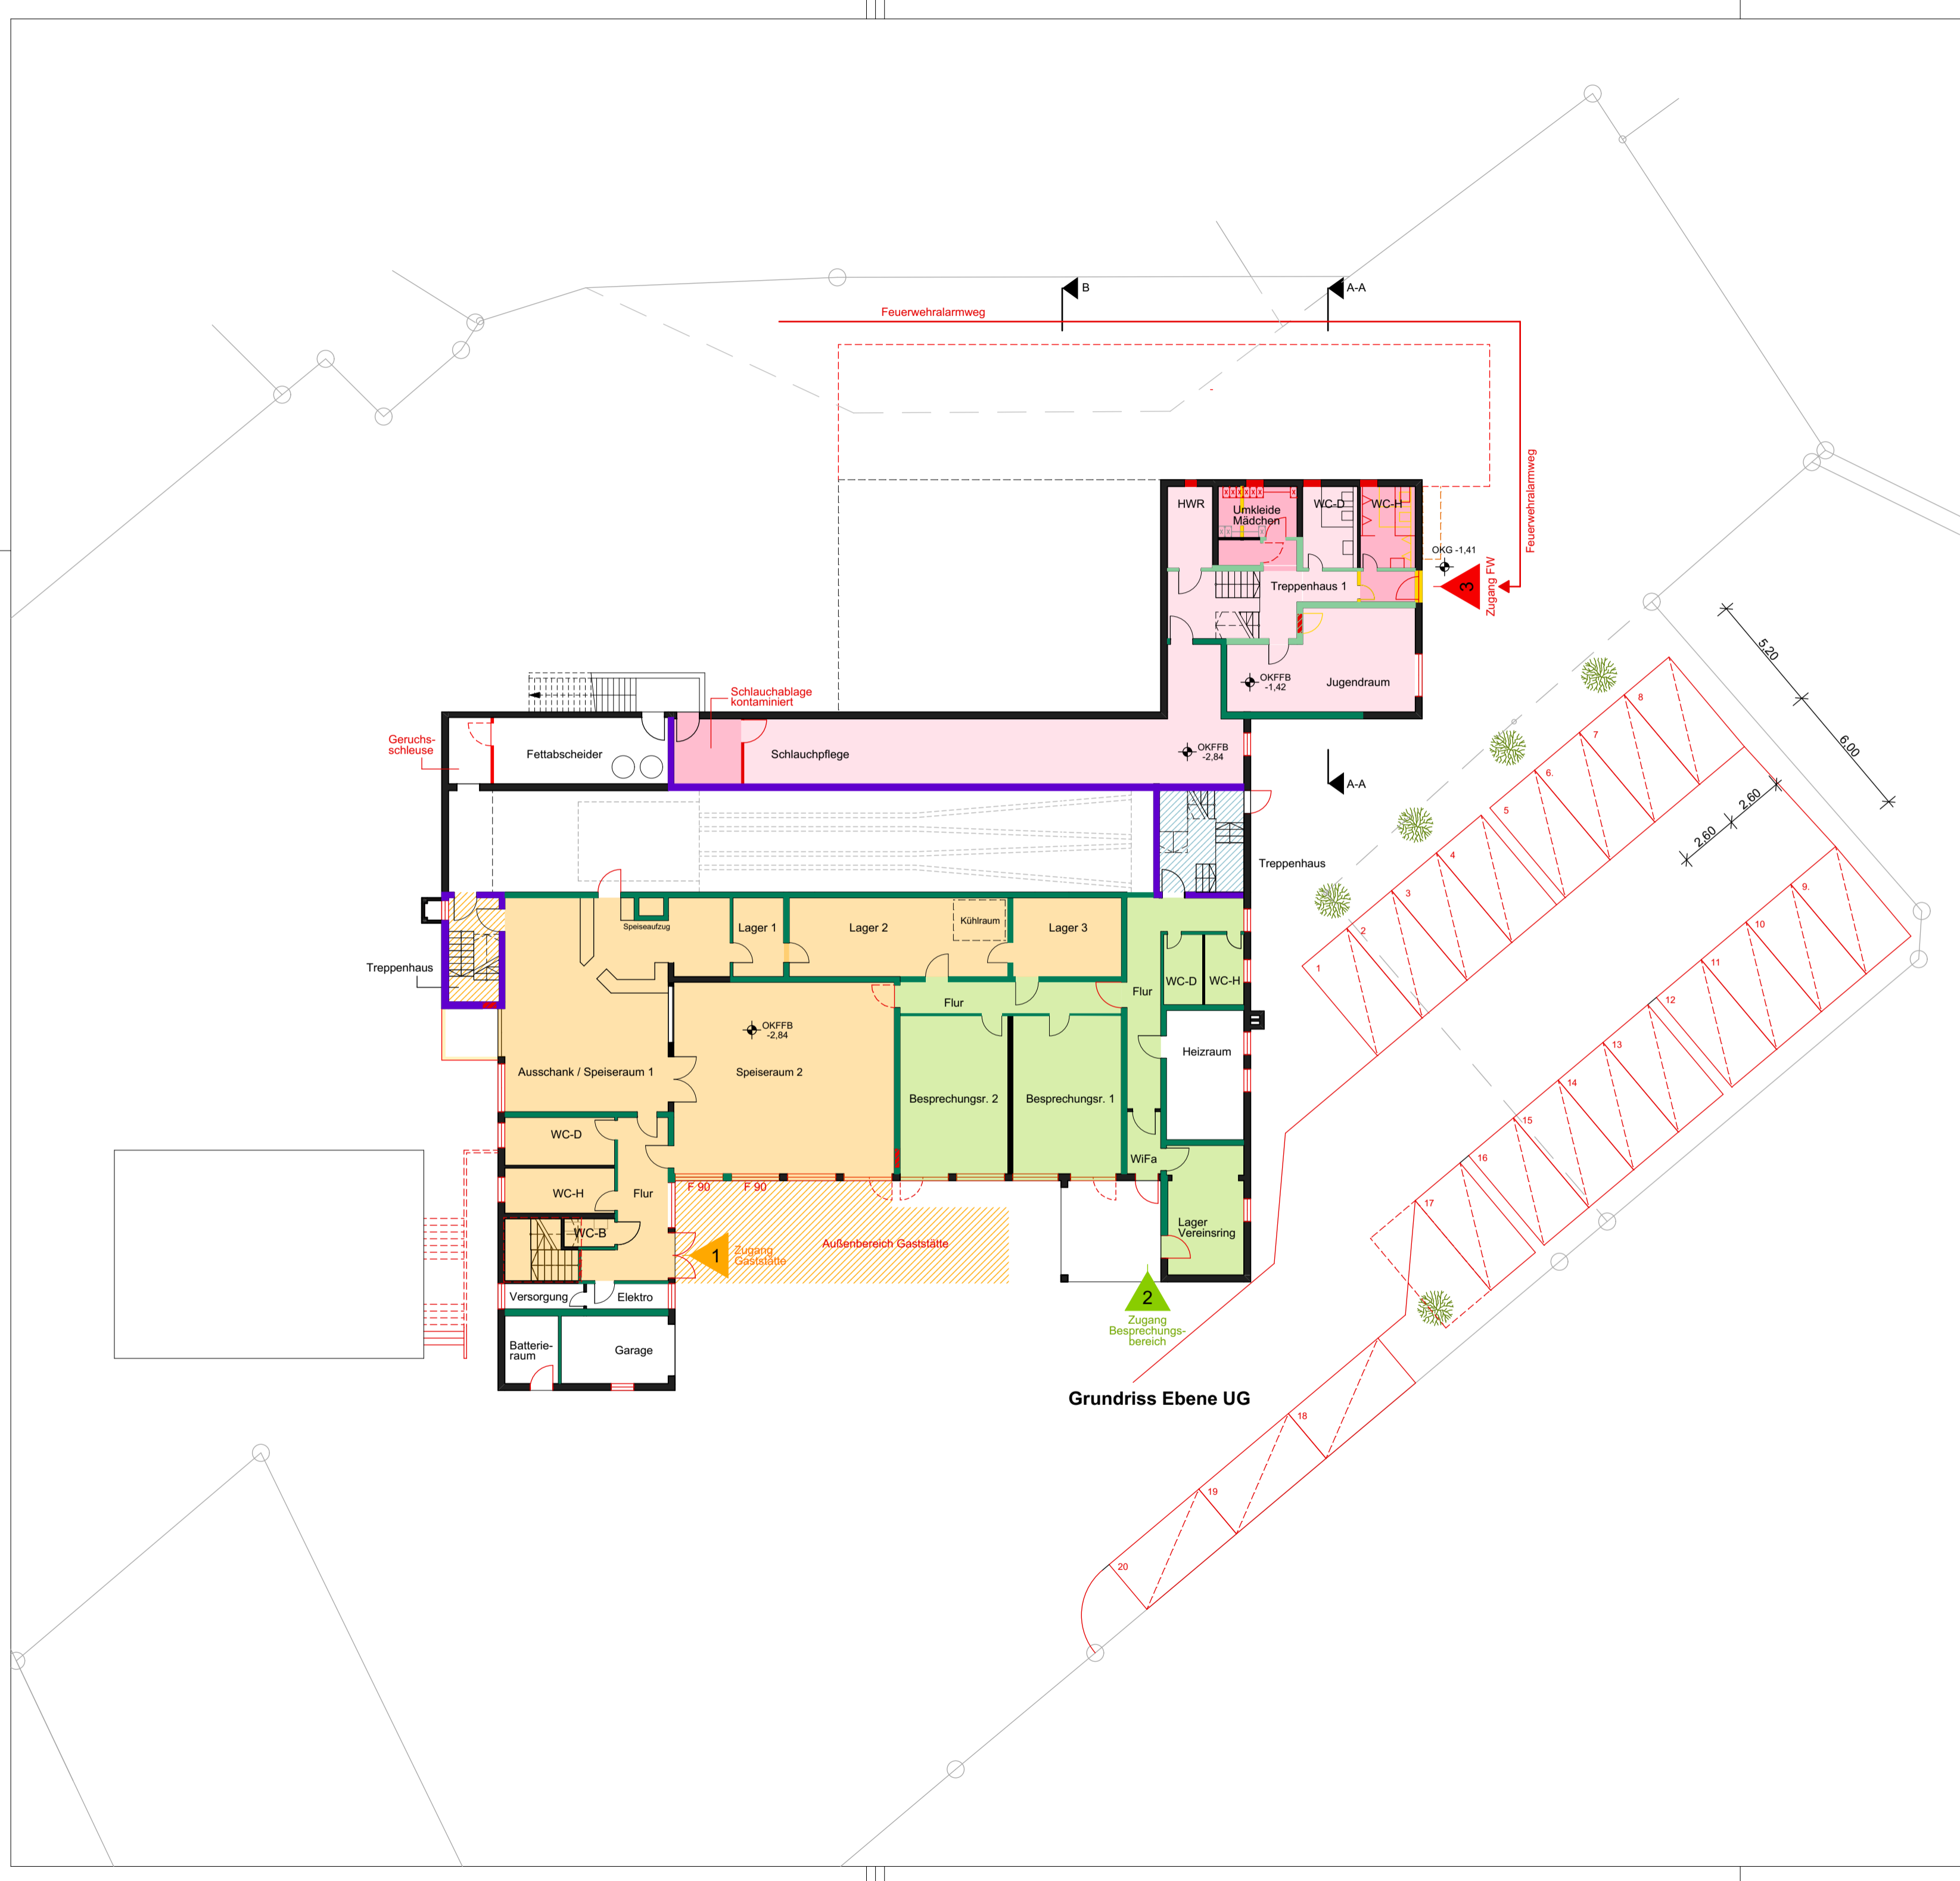 B
A-A
Feuerwehralarmweg
Feuerwehralarmweg
HWR
Umkleide
Mädchen
WC-D
WC-H
OKG -1,41
Treppenhaus 1
3
Zugang FW
OKFFB
-1,42
Jugendraum
5,20
6,00
2,60
2,60
Schlauchablage
kontaminiert
Geruchs-
schleuse
Fettabscheider
Schlauchpflege
OKFFB
-2,84
A-A
Treppenhaus
Speiseaufzug
Lager 1
Lager 2
Kühlraum
Lager 3
Treppenhaus
Flur
Flur
WC-D
WC-H
OKFFB
-2,84
Ausschank / Speiseraum 1
Speiseraum 2
Besprechungsr. 2
Besprechungsr. 1
Heizraum
WC-D
WiFa
WC-H
Flur
F 90
F 90
WC-B
1
Zugang
Gaststätte
Außenbereich Gaststätte
Lager
Vereinsring
Versorgung
Elektro
2
Zugang
Besprechungs-
bereich
Batterie-
raum
Garage
Grundriss Ebene UG
1
2
3
4
5
6.
7
8
9.
10
11
12
13
14
15
16
17
18
19
20